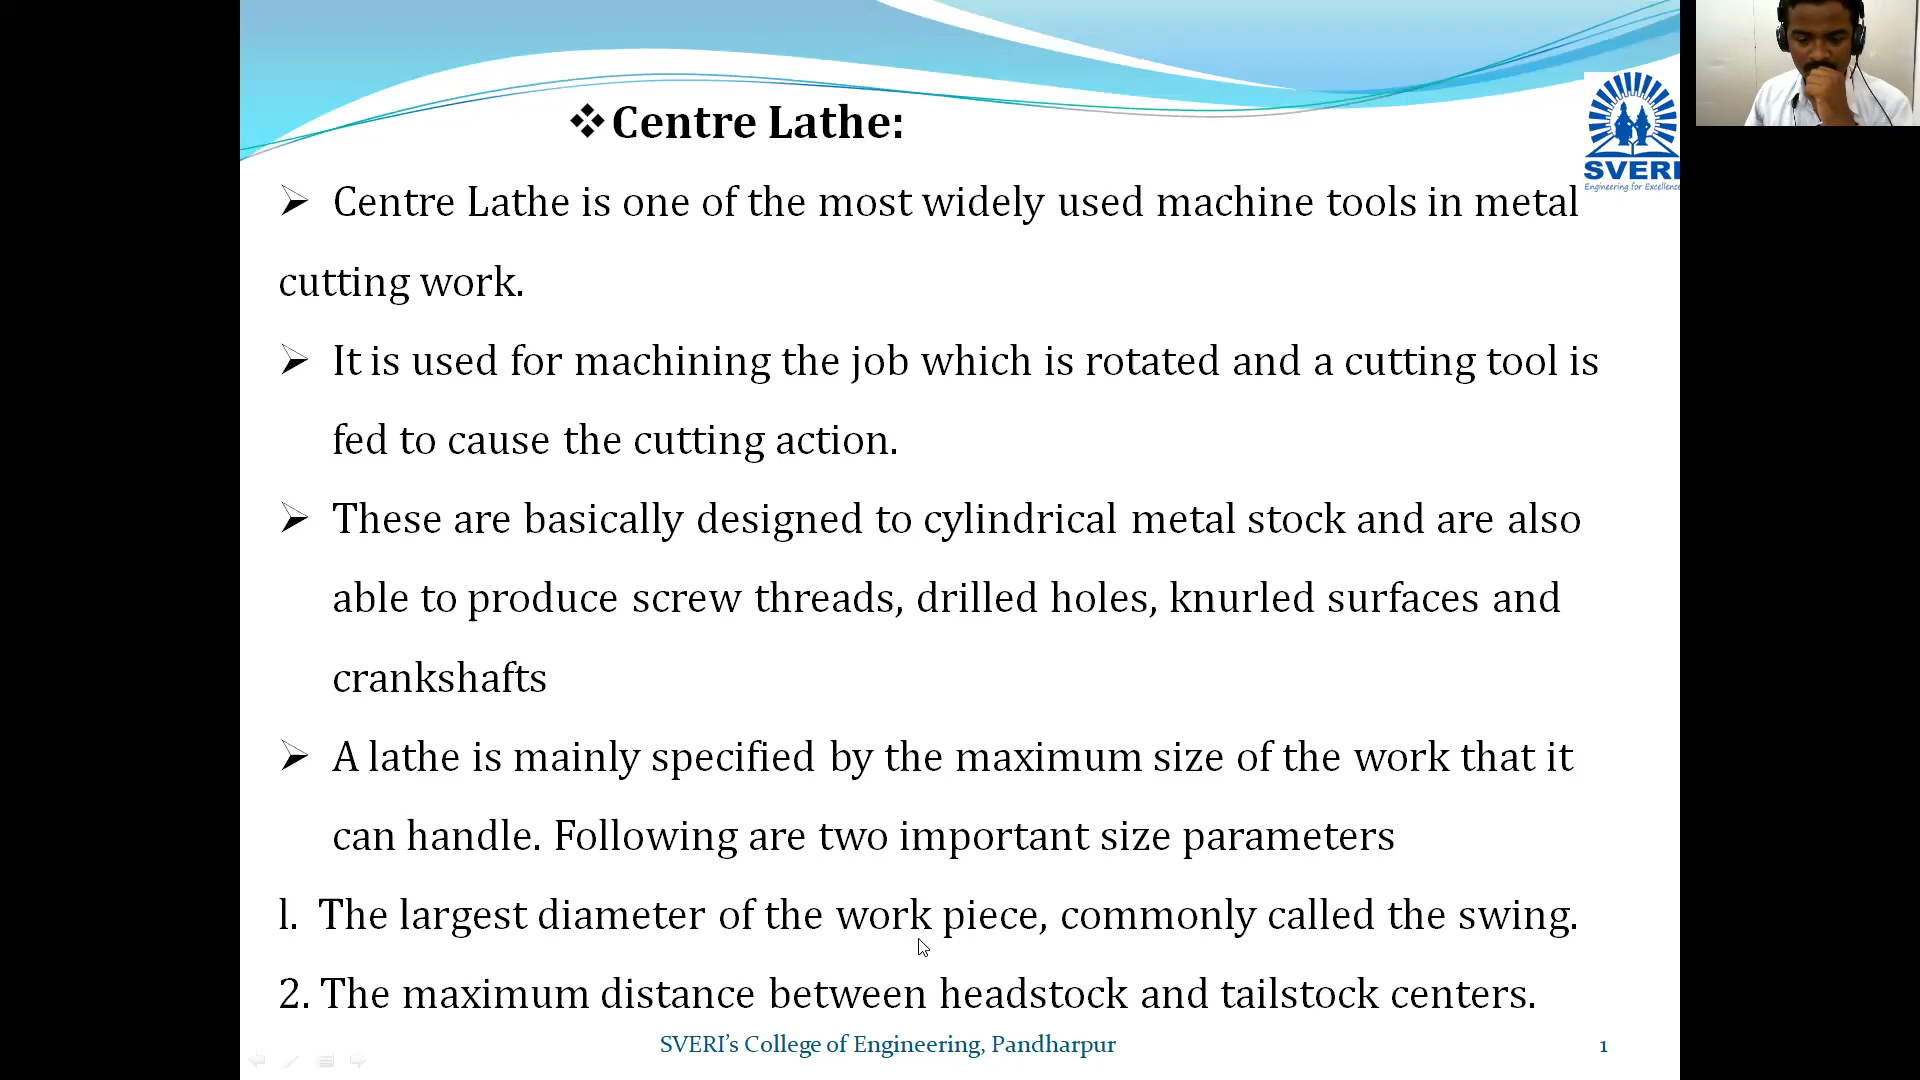 ❖Centre Lathe:
SVERI
Engineering for Excellence
➢ Centre Lathe is one of the most widely used machine tools in metal
cutting work.
➢ It is used for machining the job which is rotated and a cutting tool is
fed to cause the cutting action.
➢ These are basically designed to cylindrical metal stock and are also
able to produce screw threads, drilled holes, knurled surfaces and
crankshafts
➢ A lathe is mainly specified by the maximum size of the work that it
can handle. Following are two important size parameters
l. The largest diameter of the work piece, commonly called the swing.
2. The maximum distance between headstock and tailstock centers.
SVERI’s College of Engineering, Pandharpur
1